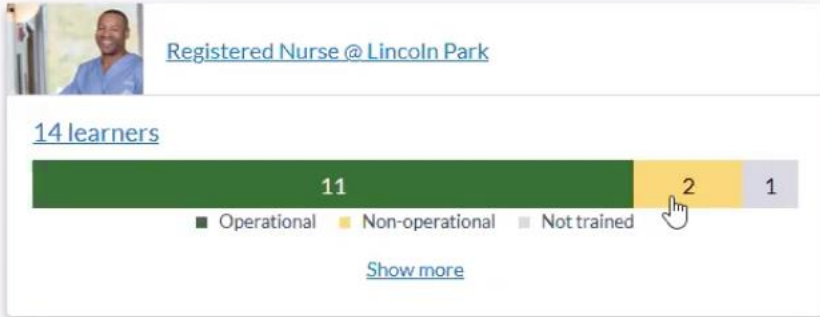 Registered Nurse @ Lincoln Park
14 learners
11 2 1
Operational Non-operational Not trained
Show more